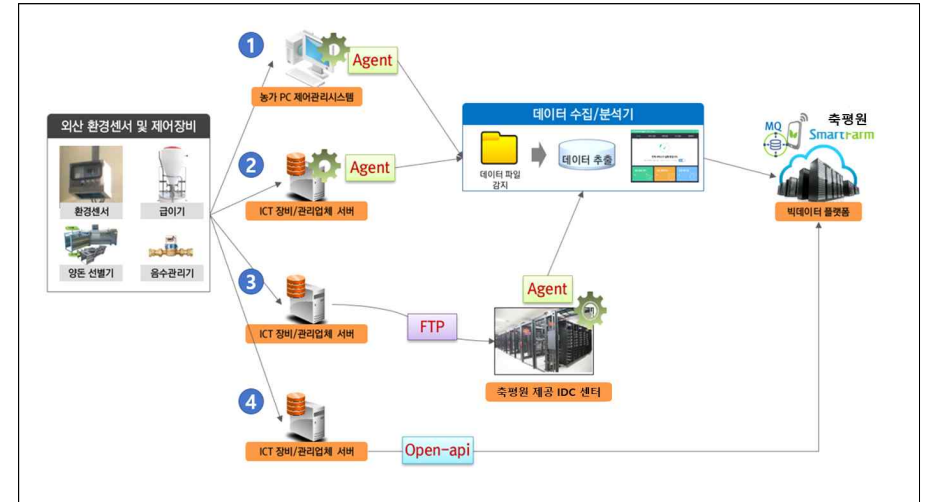 1
Agent
농가 PC 제어관리시스템
외산 환경센서 및 제어장비
환경센서
급이기
양돈 선별기
음수관리기
2
Agent
ICT 장비/관리업체 서버
데이터 수집/분석기
데이터 파일
감지
데이터 추출
축평원
MQ
SmartFarm
빅데이터 플랫폼
3
ICT 장비/관리업체 서버
FTP
Agent
축평원 제공 IDC 센터
4
ICT 장비/관리업체 서버
Open-api